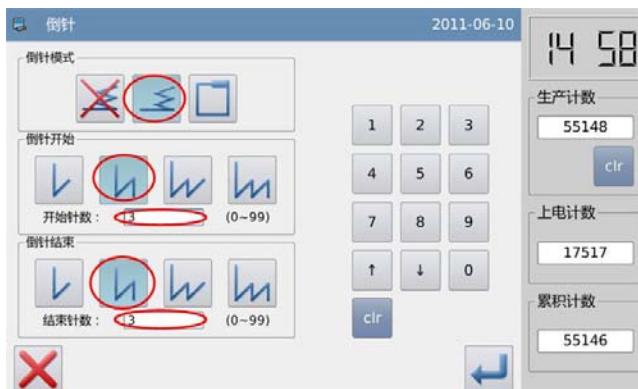 倒针
2011-06-10
14 58
倒针模式
倒针开始
开始针数：
3
(0~99)
倒针结束
结束针数：
3
(0~99)
1 2 3
4 5 6
7 8 9
↑ ↓ 0
clr
生产计数
55148
clr
上电计数
17517
累积计数
55146